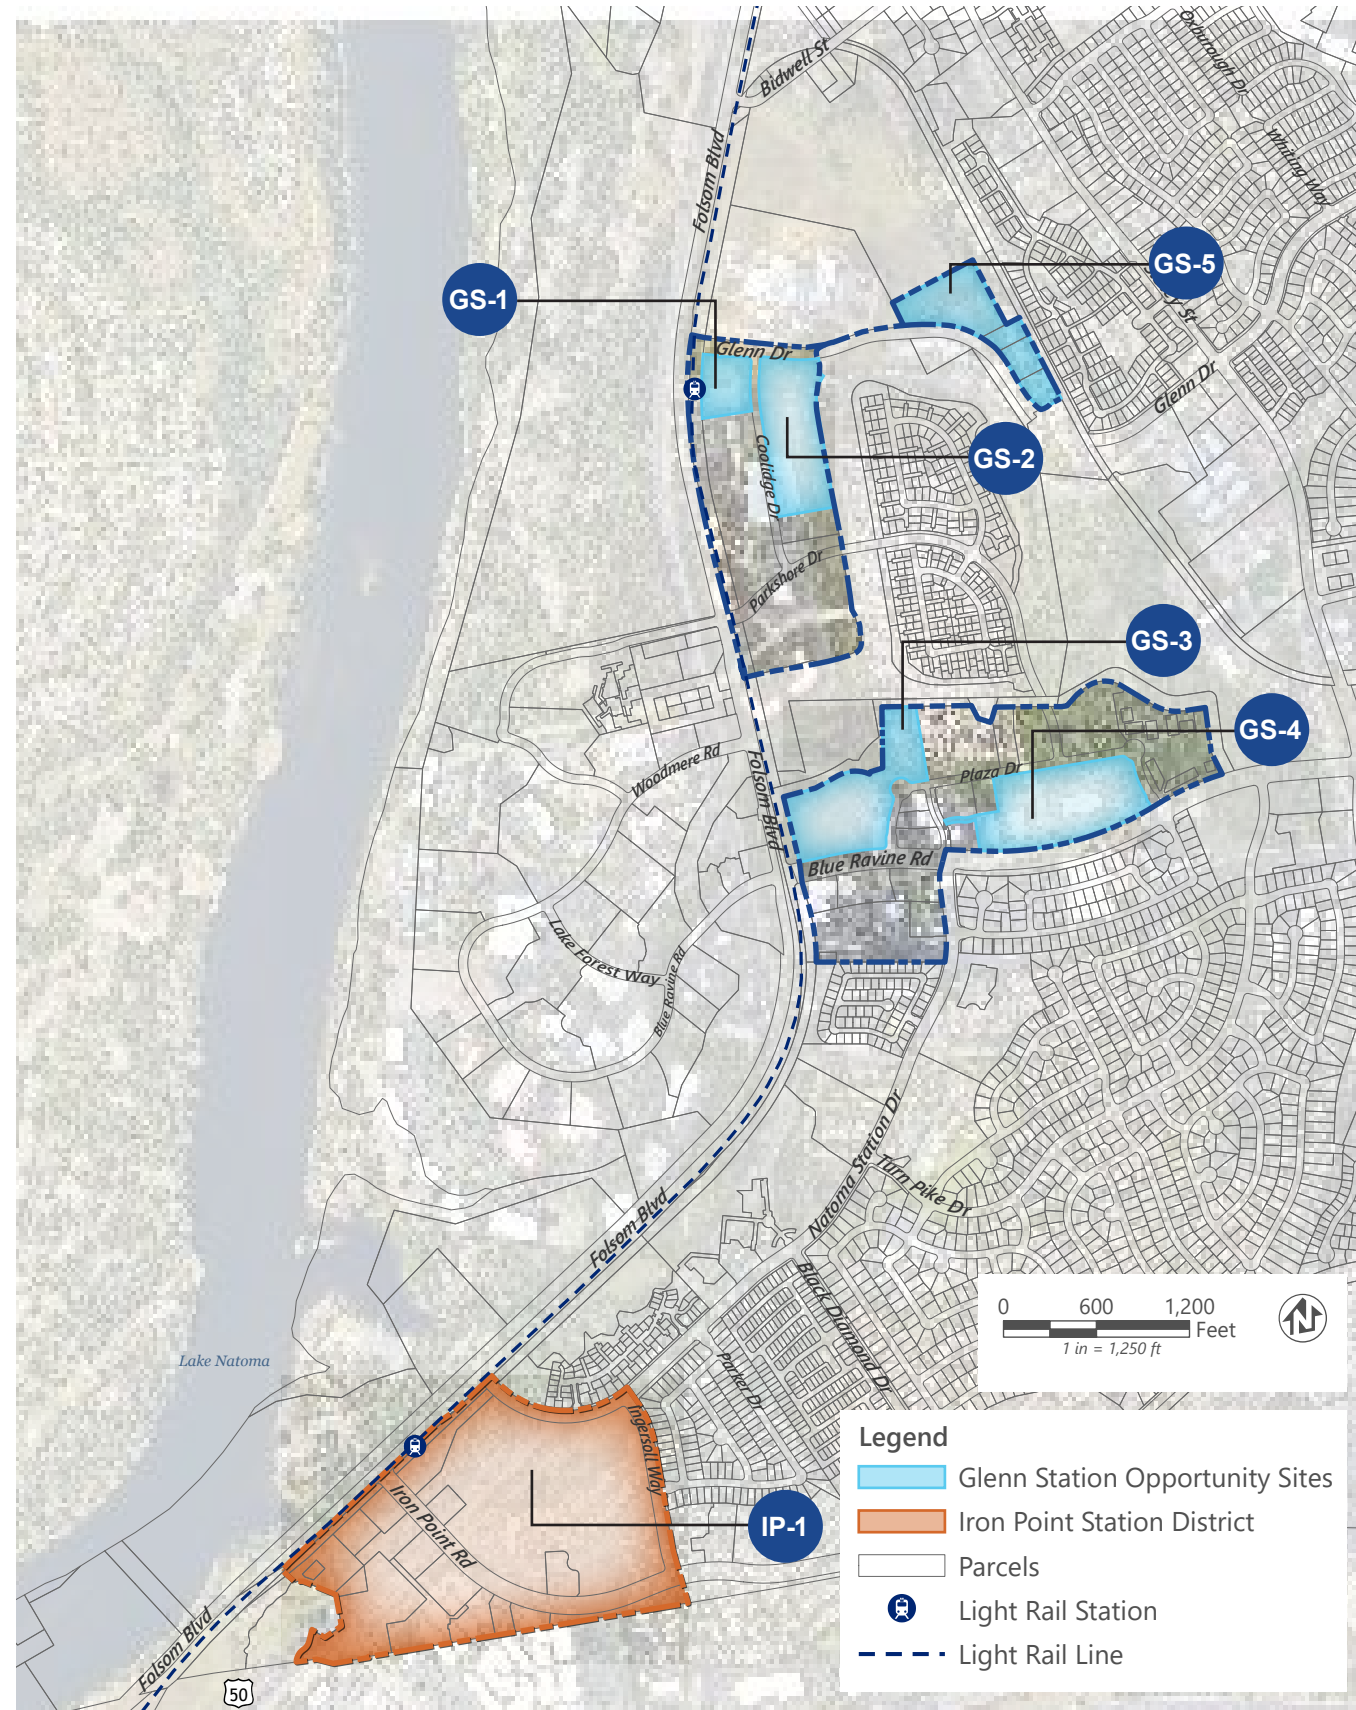 Bidwell St
Oxburough Dr
Whiting Way
Folsom Blvd
GS-5
GS-1
Glenn Dr
Glenn Dr
GS-2
Coolidge Dr
Parkshore Dr
GS-3
GS-4
Woodmere Rd
Folsom Blvd
Plaza Dr
Blue Ravine Rd
Lake Forest Way
Blue Ravine Rd
Natoma Station Dr
Turn Pike Dr
Folsom Blvd
Black Diamond Dr
Parker Dr
Lake Natoma
0 600 1,200
Feet
1 in = 1,250 ft
N
Ingersoll Way
Iron Point Rd
IP-1
Folsom Blvd
50
Legend
Glenn Station Opportunity Sites
Iron Point Station District
Parcels
Light Rail Station
Light Rail Line